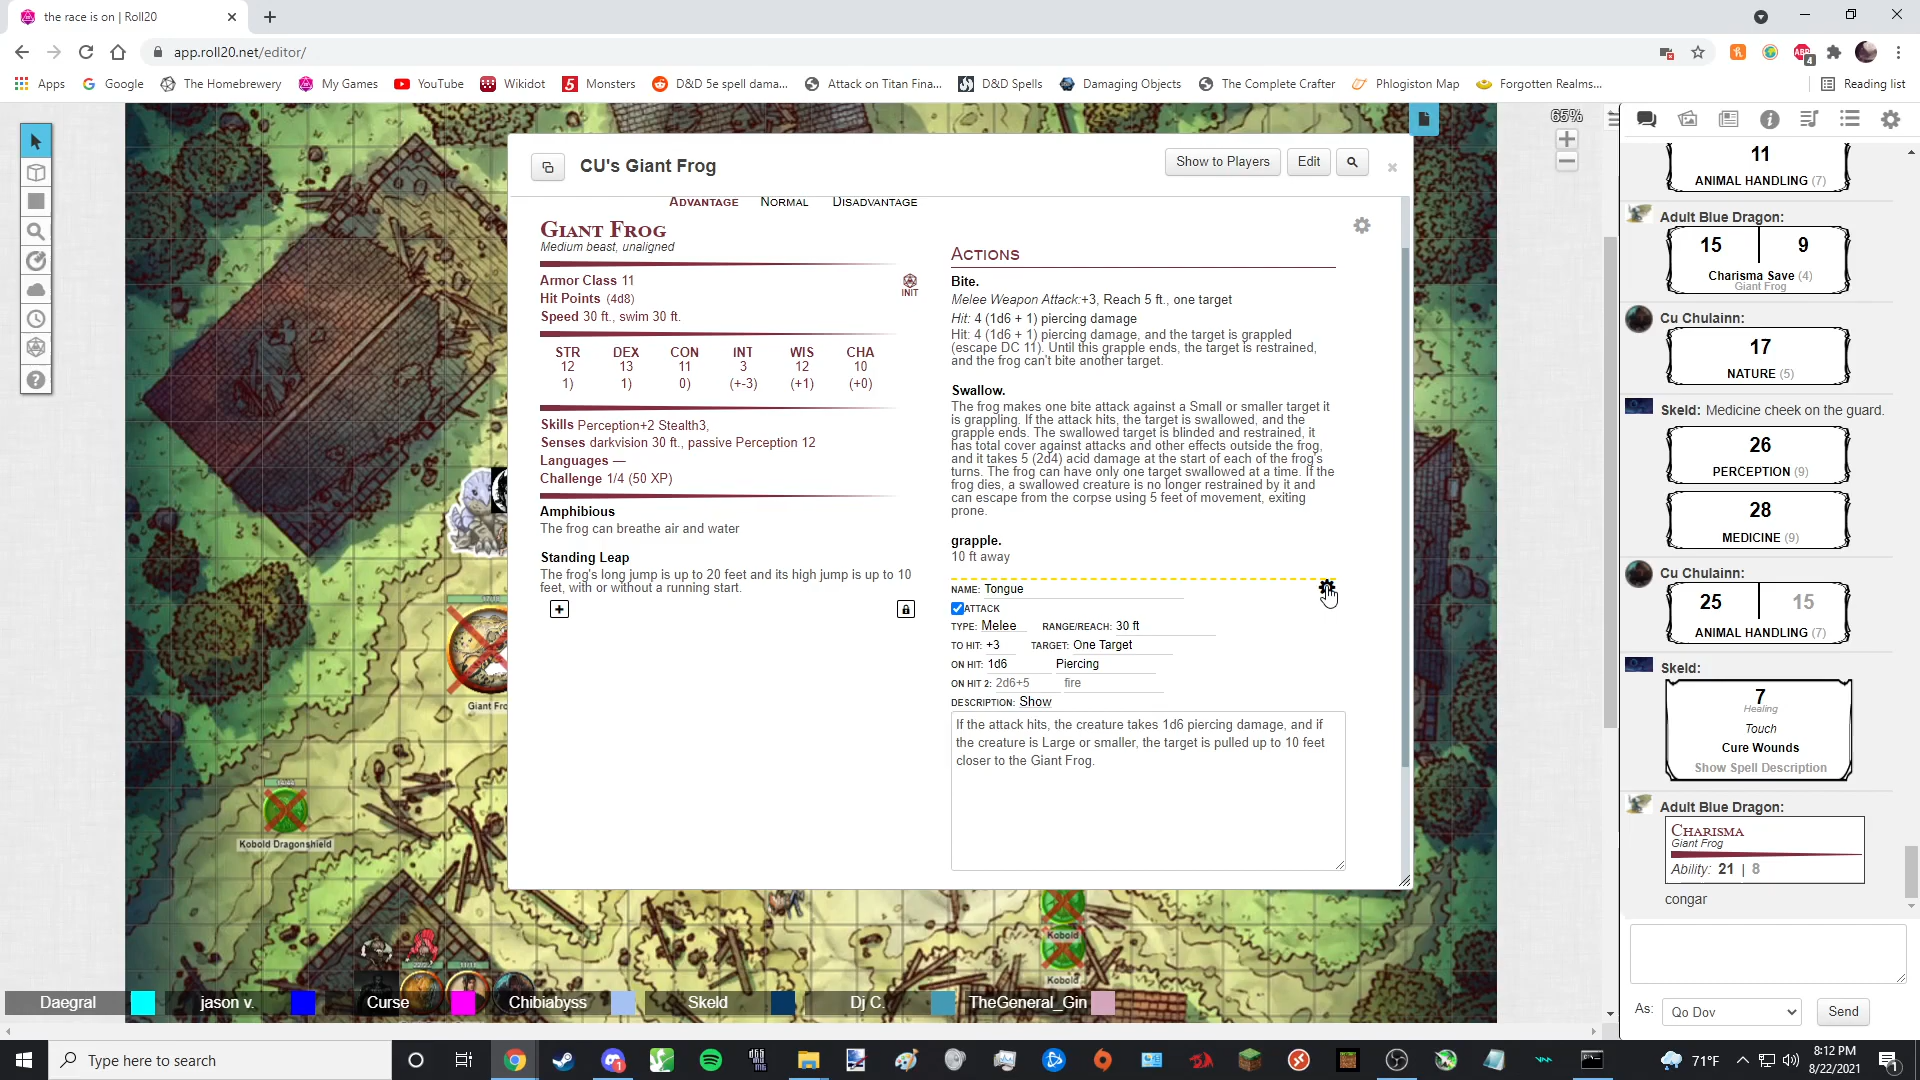 the race is on | Roll20
app.roll20.net/editor/
Apps Google The Homebrewery My Games YouTube Wikidot Monsters D&D 5e spell dama... Attack on Titan Fina... D&D Spells Damaging Objects The Complete Crafter Phlogiston Map Forgotten Realms... Reading list
65%
CU's Giant Frog
Show to Players Edit
ADVANTAGE NORMAL DISADVANTAGE
GIANT FROG
Medium beast, unaligned
Armor Class 11
INIT
Hit Points (4d8)
Speed 30 ft., swim 30 ft.
STR DEX CON INT WIS CHA
12 13 11 3 12 10
1) 1) 0) (+-3) (+1) (+0)
Skills Perception+2 Stealth3,
Senses darkvision 30 ft., passive Perception 12
Languages —
Challenge 1/4 (50 XP)
Amphibious
The frog can breathe air and water
Standing Leap
The frog's long jump is up to 20 feet and its high jump is up to 10
feet, with or without a running start.
ACTIONS
Bite.
Melee Weapon Attack:+3, Reach 5 ft., one target
Hit: 4 (1d6 + 1) piercing damage
Hit: 4 (1d6 + 1) piercing damage, and the target is grappled
(escape DC 11). Until this grapple ends, the target is restrained,
and the frog can't bite another target.
Swallow.
The frog makes one bite attack against a Small or smaller target it
is grappling. If the attack hits, the target is swallowed, and the
grapple ends. The swallowed target is blinded and restrained, it
has total cover against attacks and other effects outside the frog,
and it takes 5 (2d4) acid damage at the start of each of the frog's
turns. The frog can have only one target swallowed at a time. If the
frog dies, a swallowed creature is no longer restrained by it and
can escape from the corpse using 5 feet of movement, exiting
prone.
grapple.
10 ft away
NAME: Tongue
ATTACK
TYPE: Melee RANGE/REACH: 30 ft
TO HIT: +3 TARGET: One Target
ON HIT: 1d6 Piercing
ON HIT 2: 2d6+5 fire
DESCRIPTION: Show
If the attack hits, the creature takes 1d6 piercing damage, and if
the creature is Large or smaller, the target is pulled up to 10 feet
closer to the Giant Frog.
Giant Fro
Kobold Dragonshield
Kobold
Kobold
Daegral jason v. Curse Chibiabyss Skeld Dj C. TheGeneral_Gin
11
ANIMAL HANDLING (7)
Adult Blue Dragon:
15 9
Charisma Save (4)
Giant Frog
Cu Chulainn:
17
NATURE (5)
Skeld: Medicine cheek on the guard.
26
PERCEPTION (9)
28
MEDICINE (9)
Cu Chulainn:
25 15
ANIMAL HANDLING (7)
Skeld:
7
Healing
Touch
Cure Wounds
Show Spell Description
Adult Blue Dragon:
CHARISMA
Giant Frog
Ability: 21 | 8
congar
As: Qo Dov Send
Type here to search
71°F
8:12 PM
8/22/2021